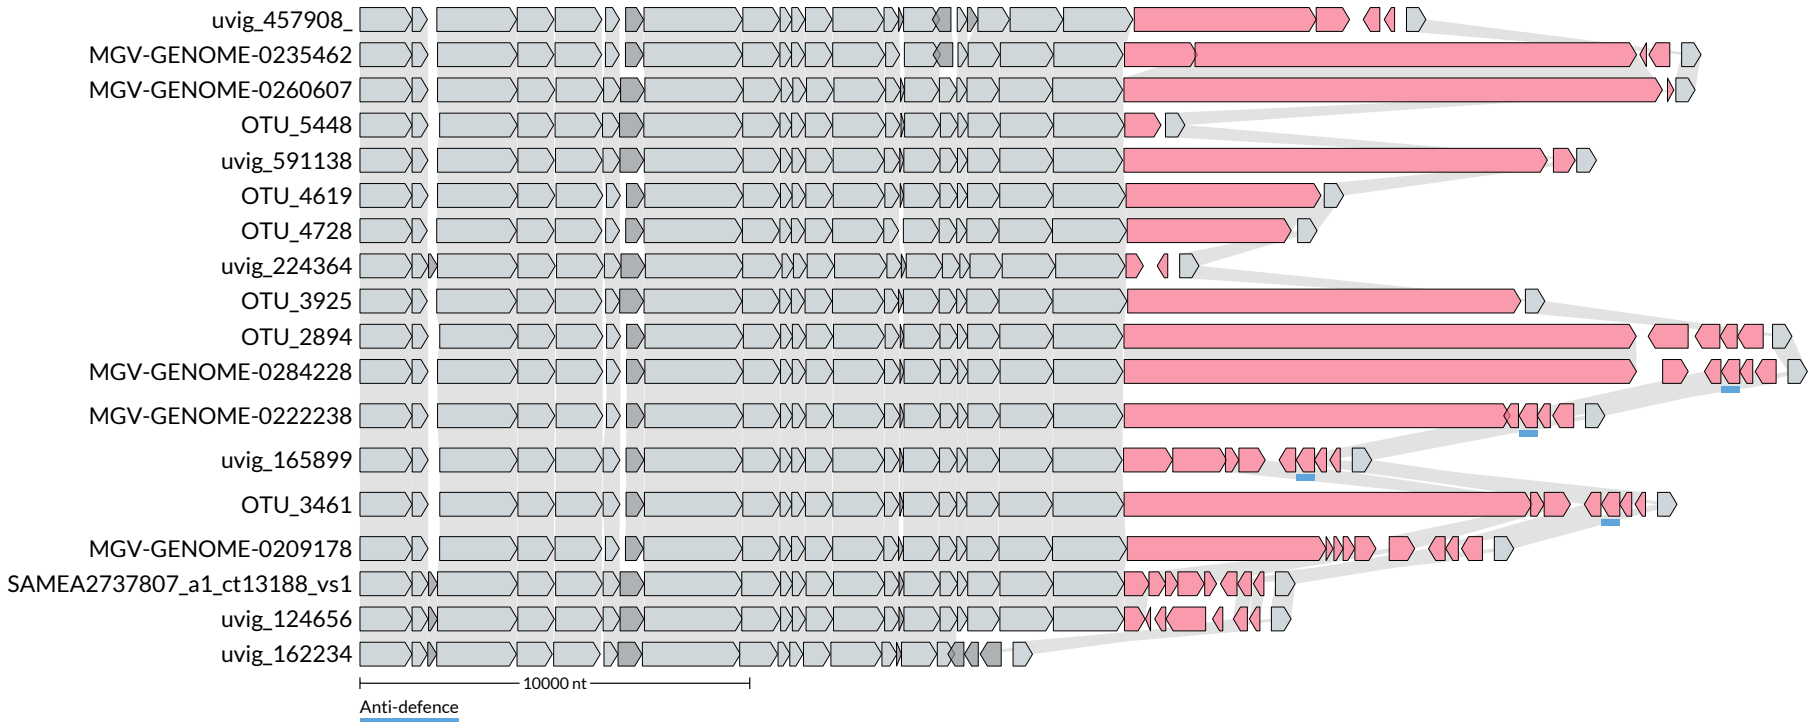 uvig_457908_
MGV-GENOME-0235462
MGV-GENOME-0260607
OTU_5448
uvig_591138
OTU_4619
OTU_4728
uvig_224364
OTU_3925
OTU_2894
MGV-GENOME-0284228
MGV-GENOME-0222238
uvig_165899
OTU_3461
MGV-GENOME-0209178
SAMEA2737807_a1_ct13188_vs1
uvig_124656
uvig_162234
10000 nt
Anti-defence